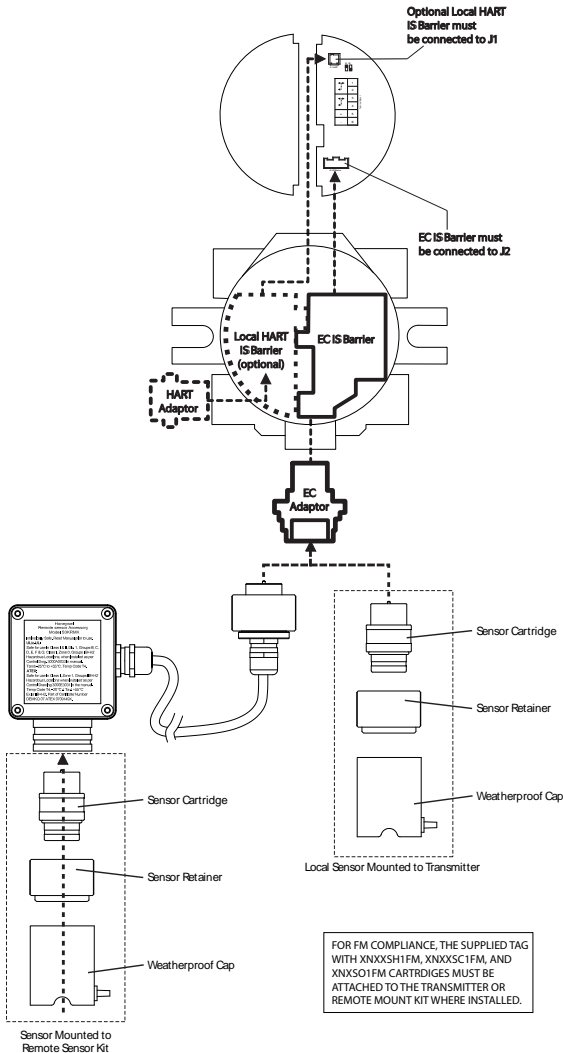 Optional Local HART
IS Barrier must
be connected to J1
EC IS Barrier must
be connected to J2
Local HART
IS Barrier
(optional)
EC IS Barrier
HART
Adaptor
EC
Adaptor
Honeywell
Remote sensor Accessory
Sensor Cartridge
Sensor Retainer
Weatherproof Cap
Local Sensor Mounted to Transmitter
Sensor Cartridge
Sensor Retainer
Weatherproof Cap
Sensor Mounted to
Remote Sensor Kit
FOR FM COMPLIANCE, THE SUPPLIED TAG
WITH XNXXSH1FM, XNXXSC1FM, AND
XNXSO1FM CARTRDIGES MUST BE
ATTACHED TO THE TRANSMITTER OR
REMOTE MOUNT KIT WHERE INSTALLED.